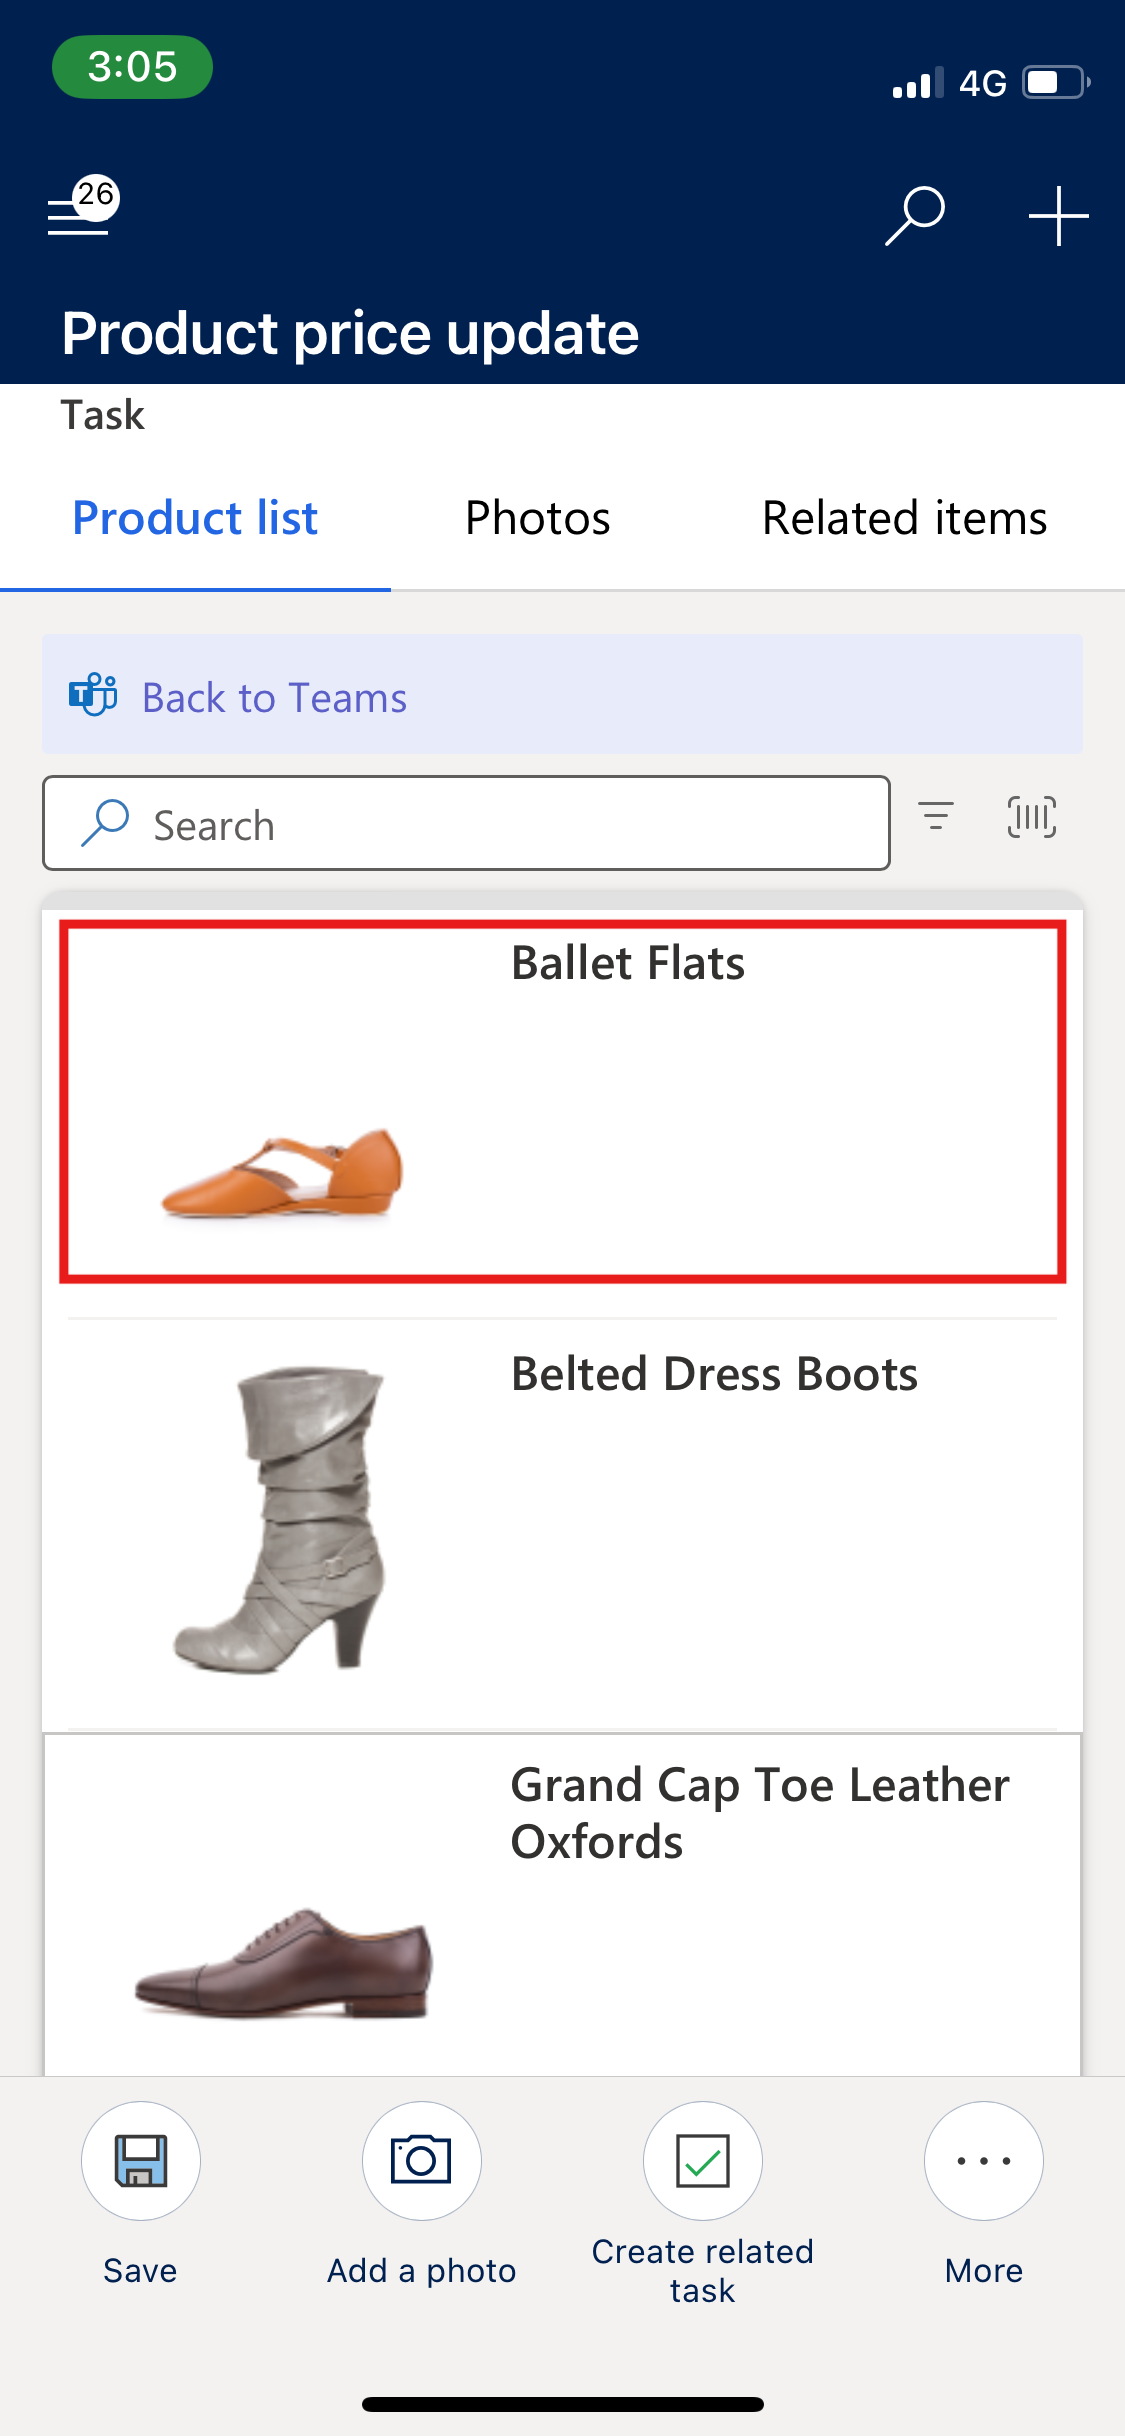 3:05
4G
26
Product price update
Task
Product list Photos Related items
Back to Teams
Search
Ballet Flats
Belted Dress Boots
Grand Cap Toe Leather
Oxfords
Save Add a photo Create related
task More